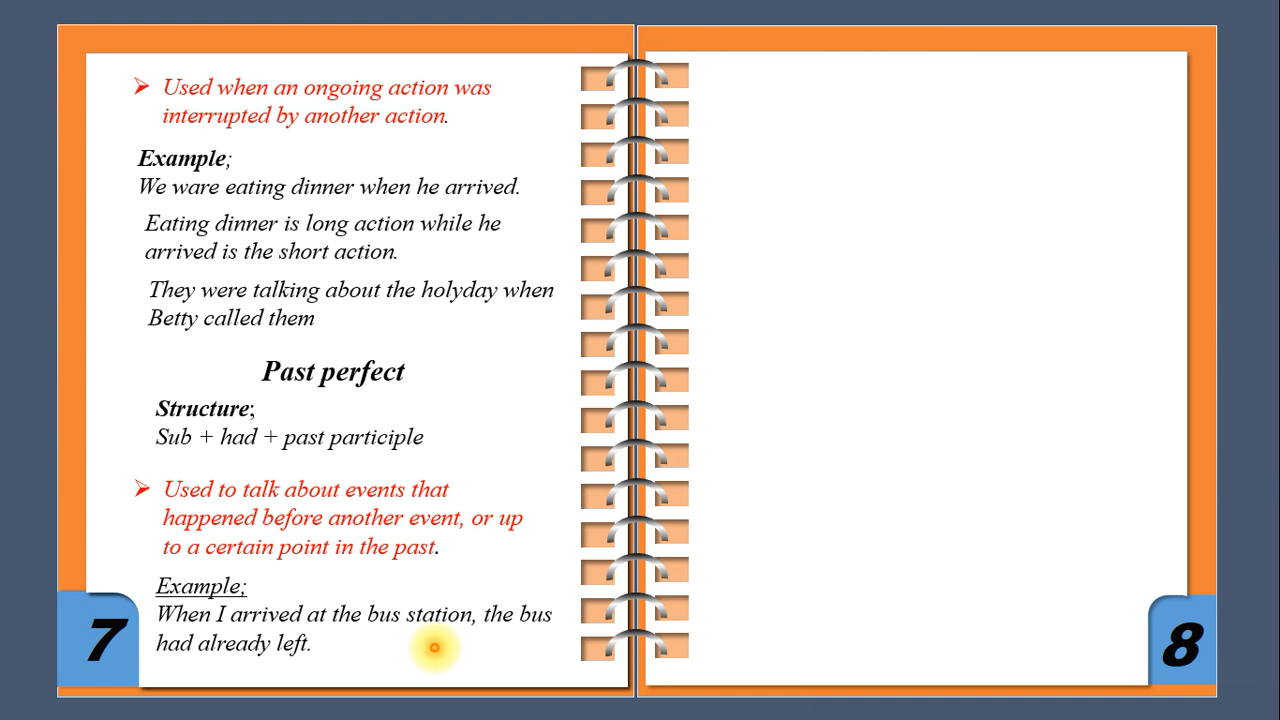 Used when an ongoing action was
interrupted by another action.
Example;
We ware eating dinner when he arrived.
Eating dinner is long action while he
arrived is the short action.
They were talking about the holyday when
Betty called them
Past perfect
Structure;
Sub + had + past participle
Used to talk about events that
happened before another event, or up
to a certain point in the past.
Example;
When I arrived at the bus station, the bus
had already left.
7
8